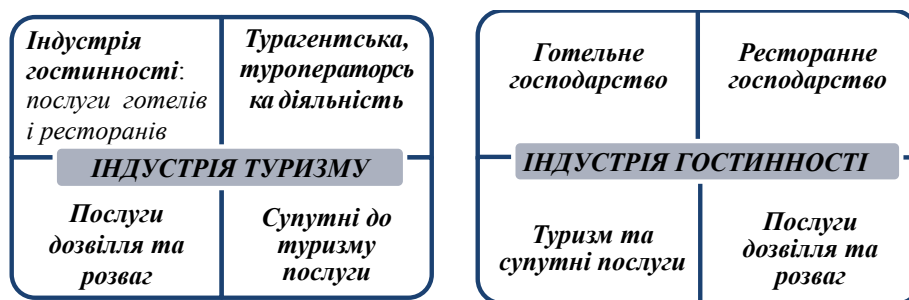 Індустрія
гостинності:
послуги готелів
і ресторанів
Турагентська,
туроператорсь
ка діяльність
ІНДУСТРІЯ ТУРИЗМУ
Послуги
дозвілля та
розваг
Супутні до
туризму
послуги
Готельне
господарство
Ресторанне
господарство
ІНДУСТРІЯ ГОСТИННОСТІ
Туризм та
супутні послуги
Послуги
дозвілля та
розваг